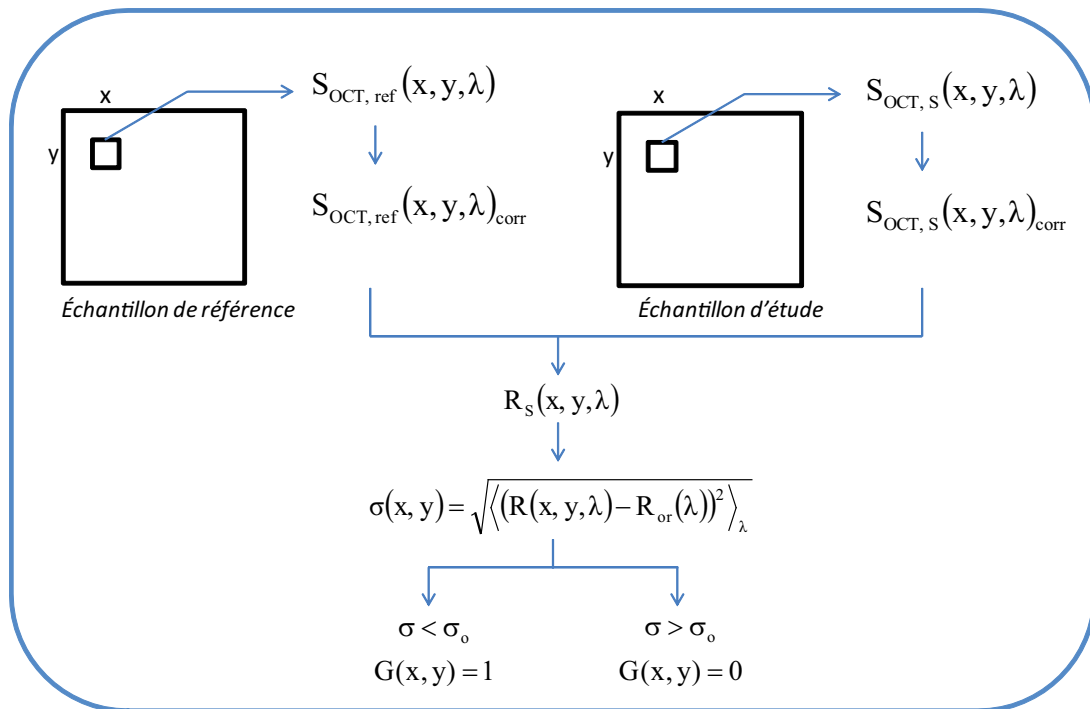 x
y
S_OCT, ref (x, y, λ)
S_OCT, ref (x, y, λ)_corr
Échantillon de référence
x
y
S_OCT, S (x, y, λ)
S_OCT, S (x, y, λ)_corr
Échantillon d’étude
R_S (x, y, λ)
σ(x, y) = √⟨(R(x, y, λ) − R_or(λ))²⟩_λ
σ < σ_o
G(x, y) = 1
σ > σ_o
G(x, y) = 0